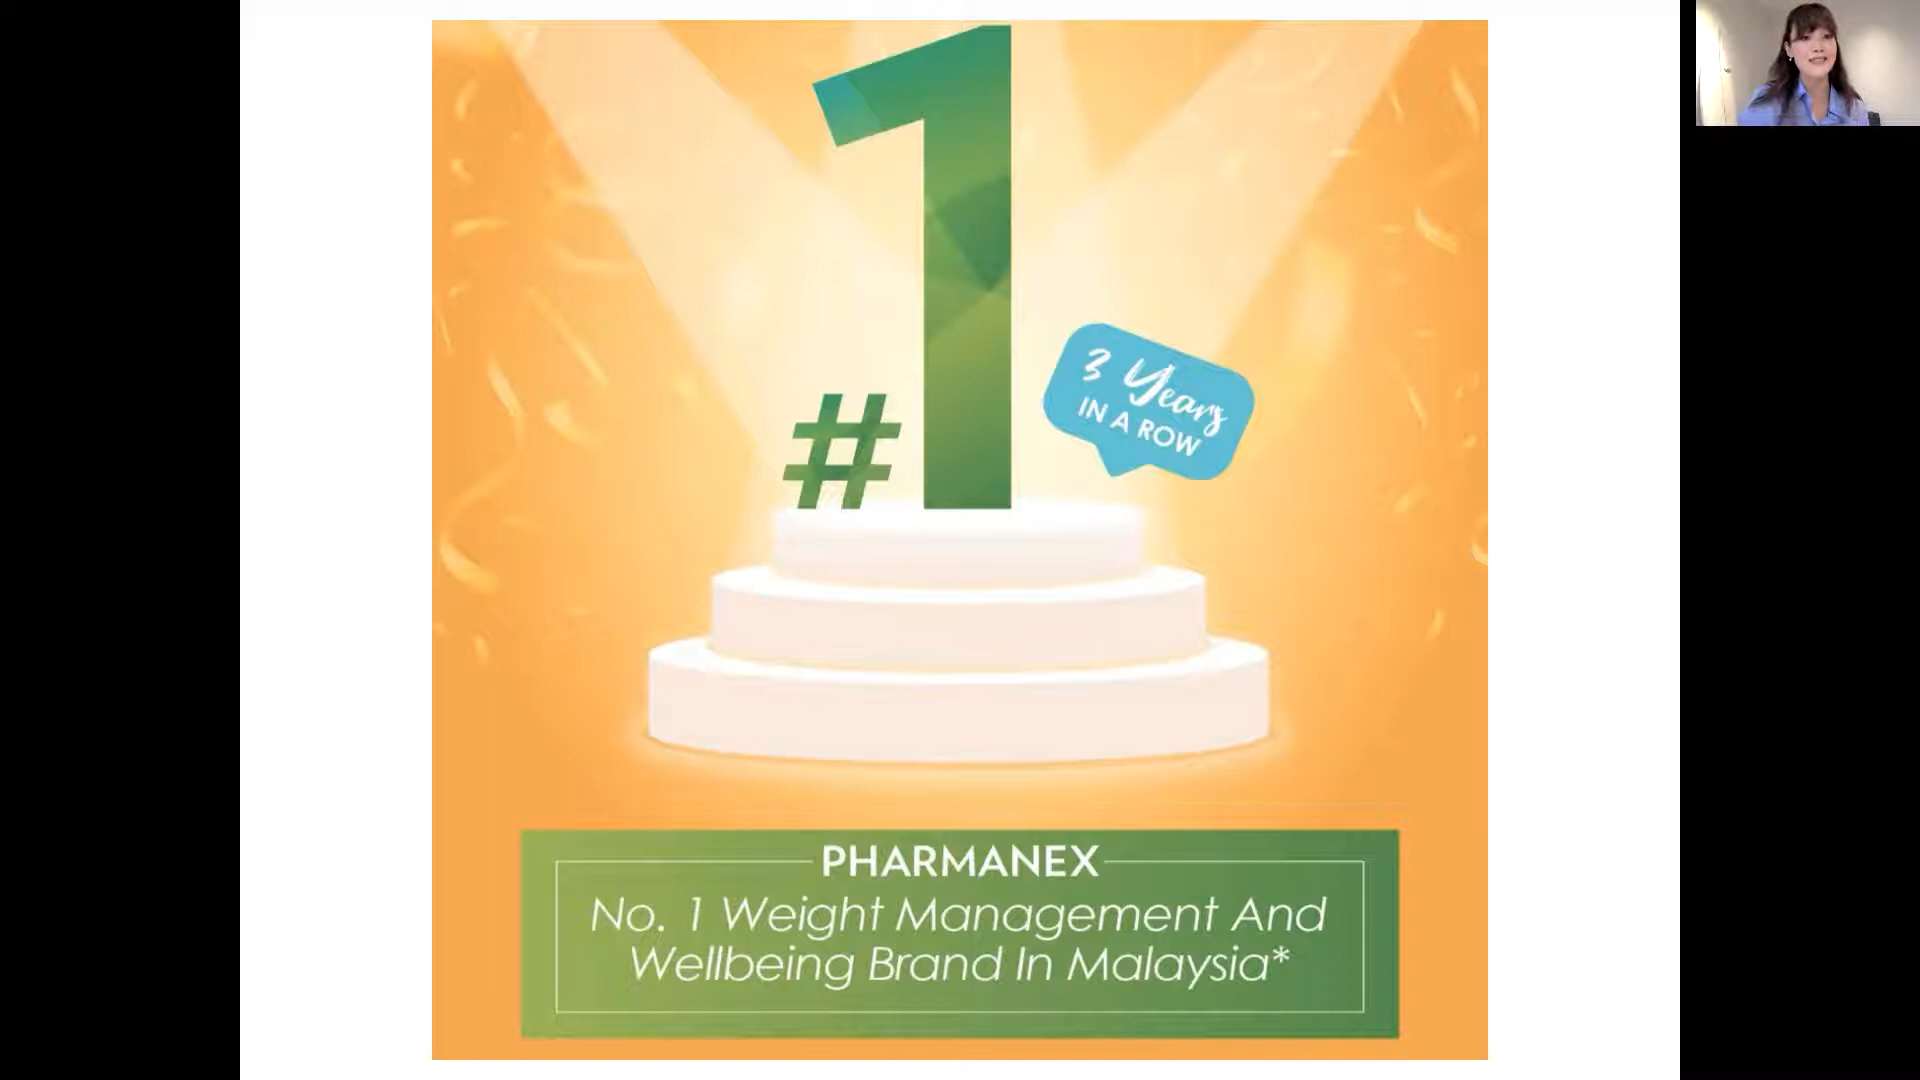 #1
3 Years
IN A ROW
PHARMANEX
No. 1 Weight Management And
Wellbeing Brand In Malaysia*